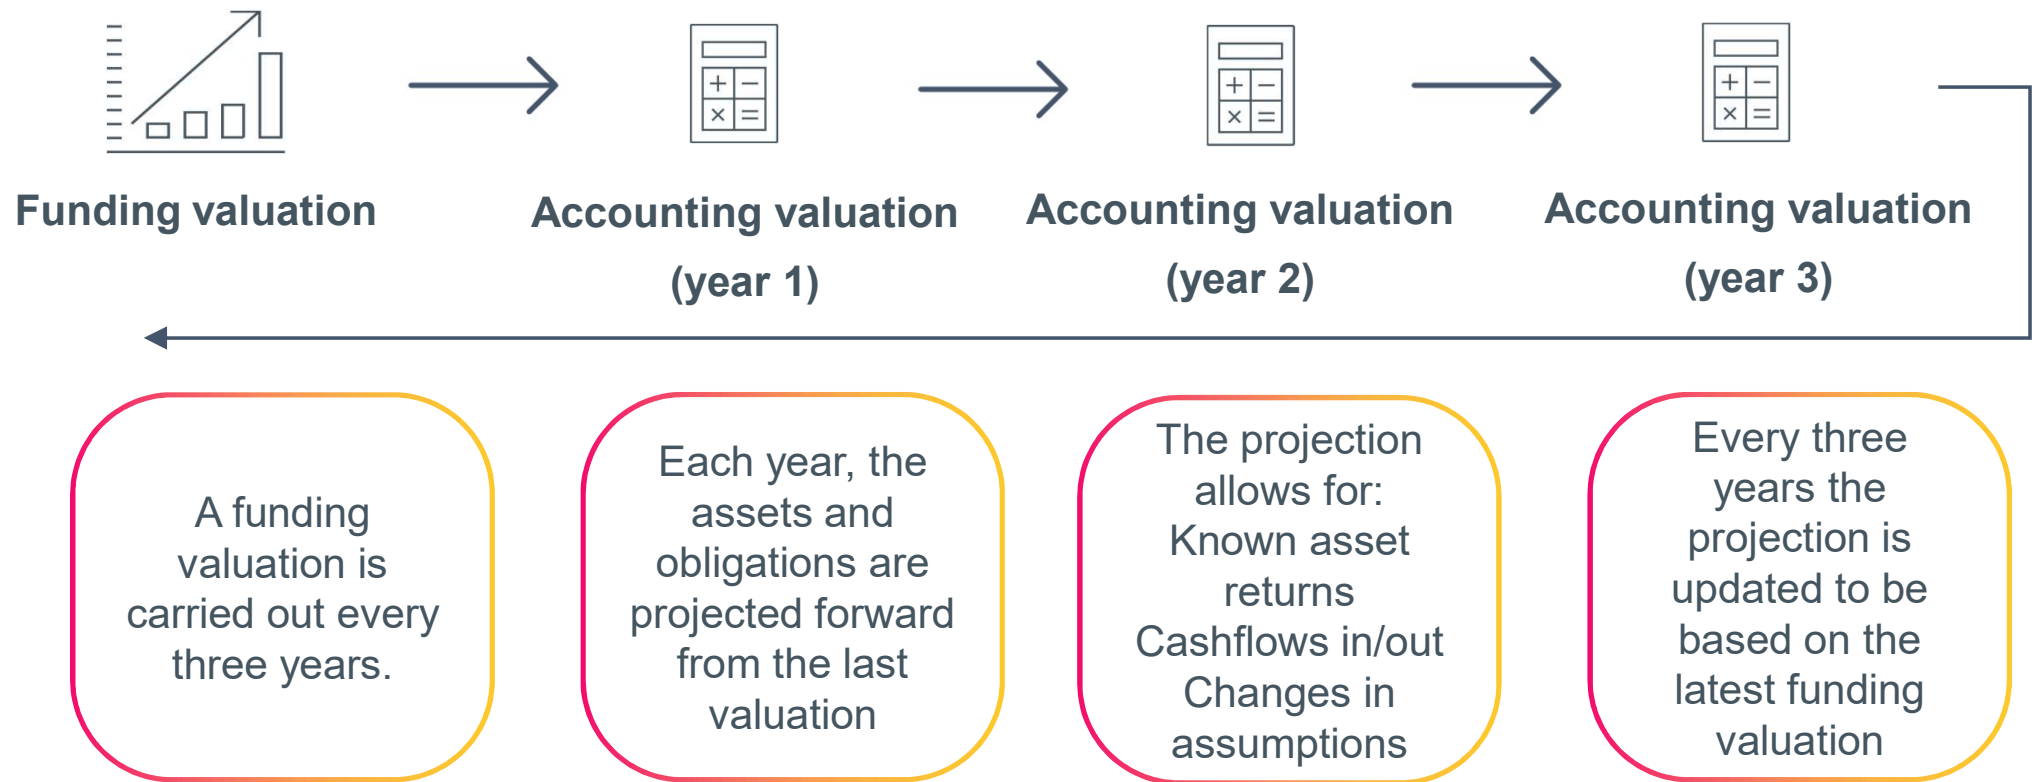 Funding valuation
Accounting valuation
(year 1)
Accounting valuation
(year 2)
Accounting valuation
(year 3)
A funding
valuation is
carried out every
three years.
Each year, the
assets and
obligations are
projected forward
from the last
valuation
The projection
allows for:
Known asset
returns
Cashflows in/out
Changes in
assumptions
Every three
years the
projection is
updated to be
based on the
latest funding
valuation